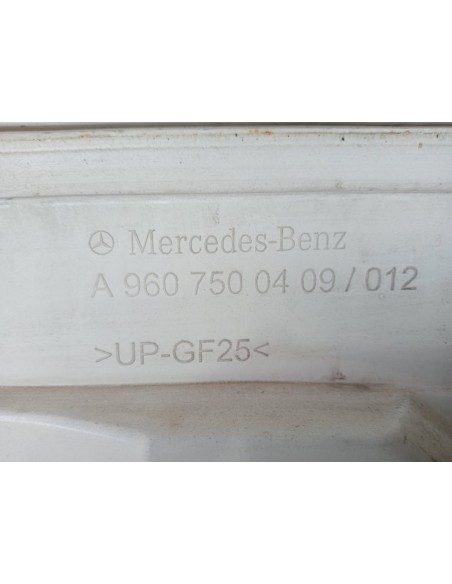 Mercedes-Benz
A 960 750 04 09 / 012
>UP-GF25<